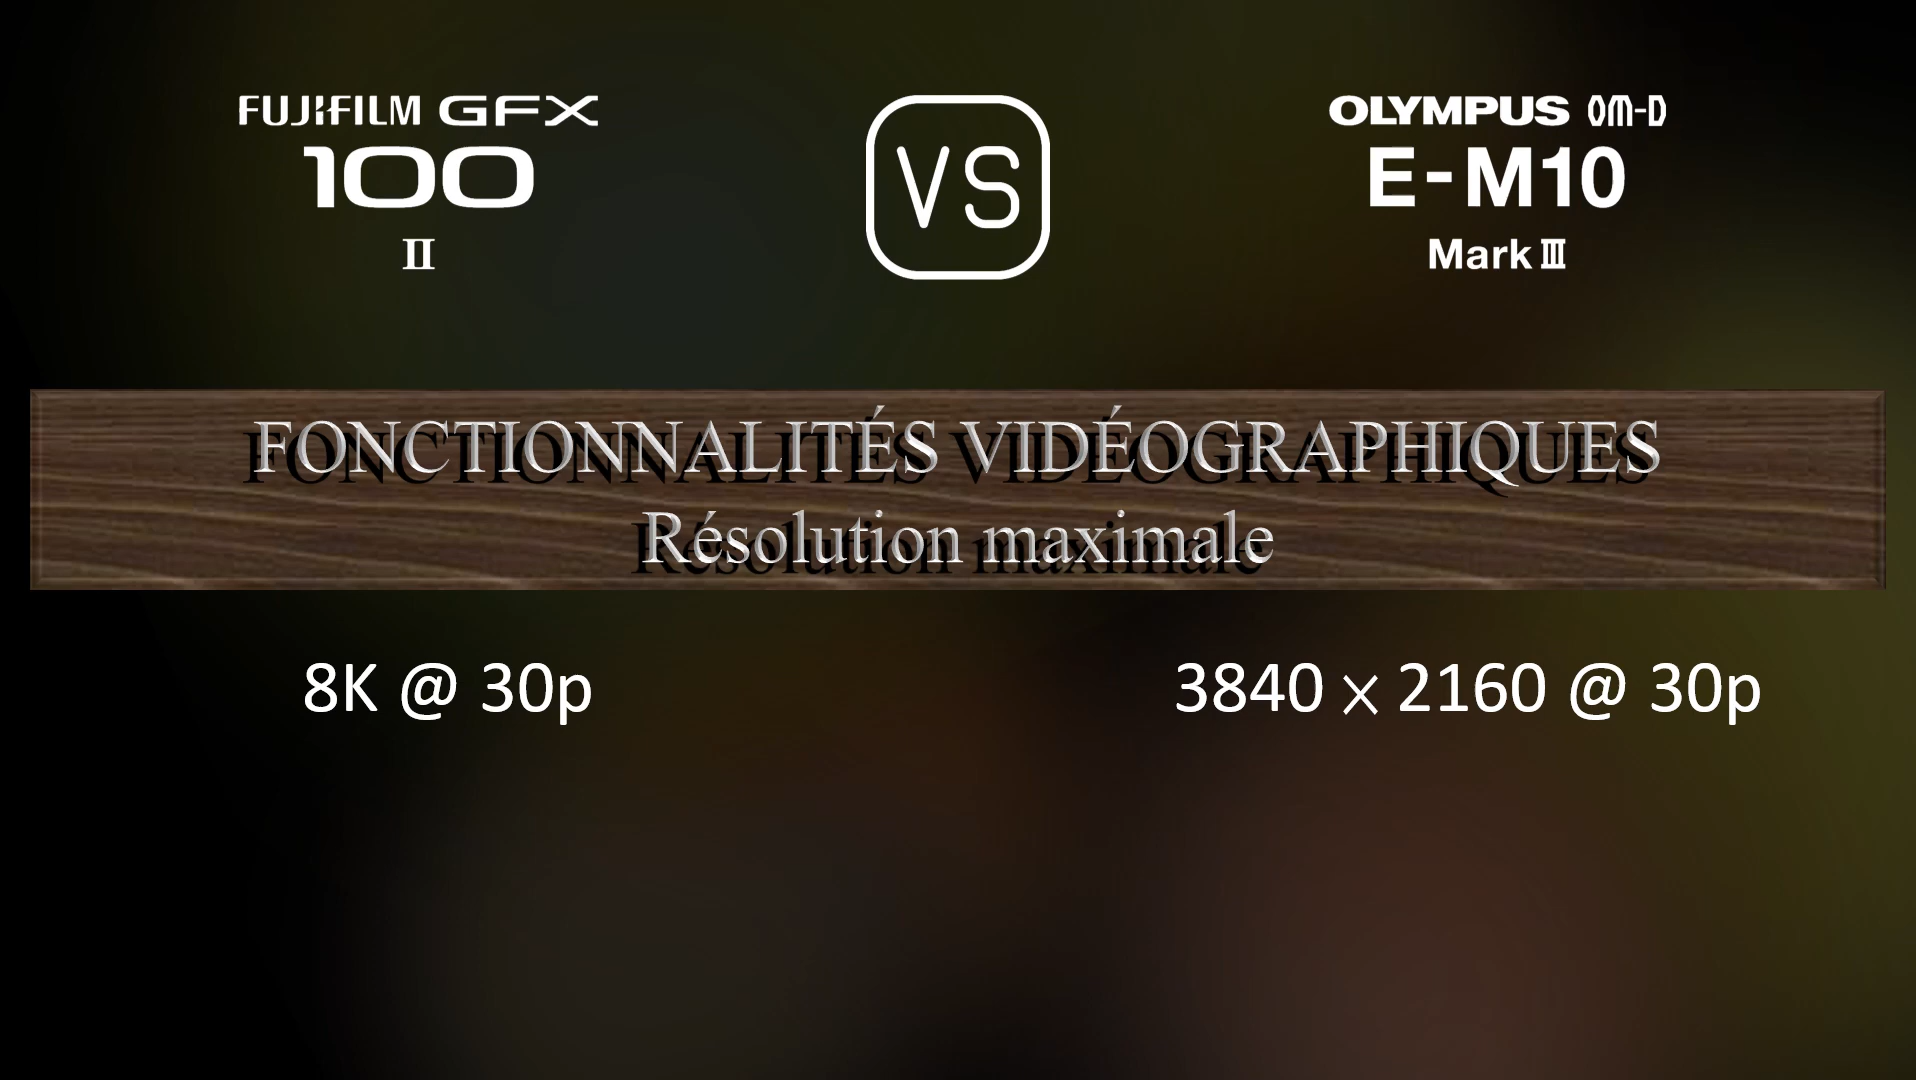 FUJIFILM GFX
100
II
VS
OLYMPUS OM-D
E-M10
Mark III
FONCTIONNALITÉS VIDÉOGRAPHIQUES
Résolution maximale
8K @ 30p
3840 x 2160 @ 30p